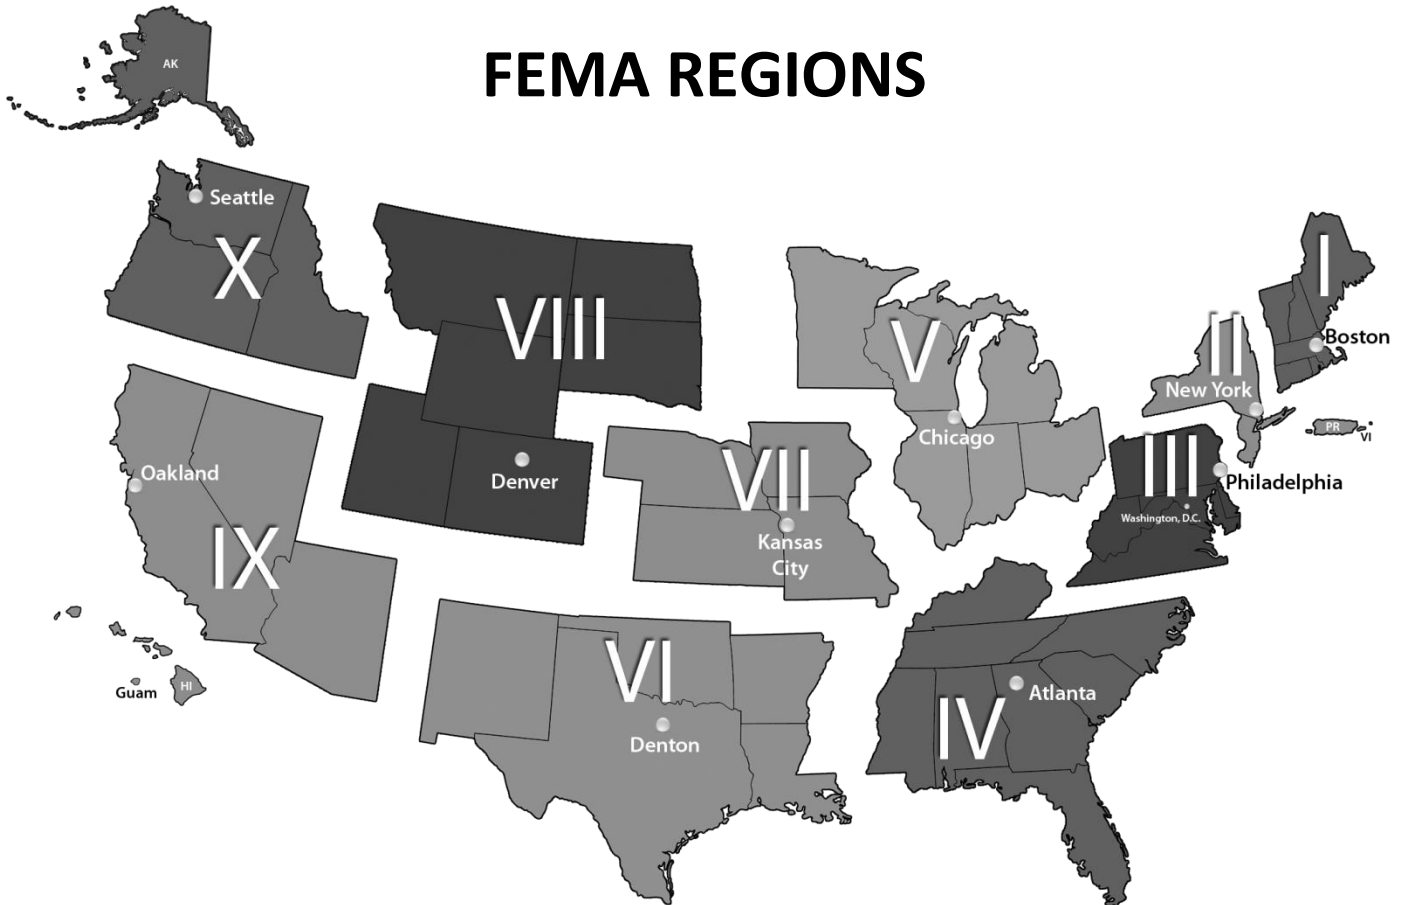 FEMA REGIONS
AK
Seattle
X
VIII
V
I
II
Boston
New York
PR
VI
Chicago
III
Philadelphia
Washington, D.C.
Oakland
IX
Denver
VII
Kansas
City
Guam
HI
VI
Denton
Atlanta
IV